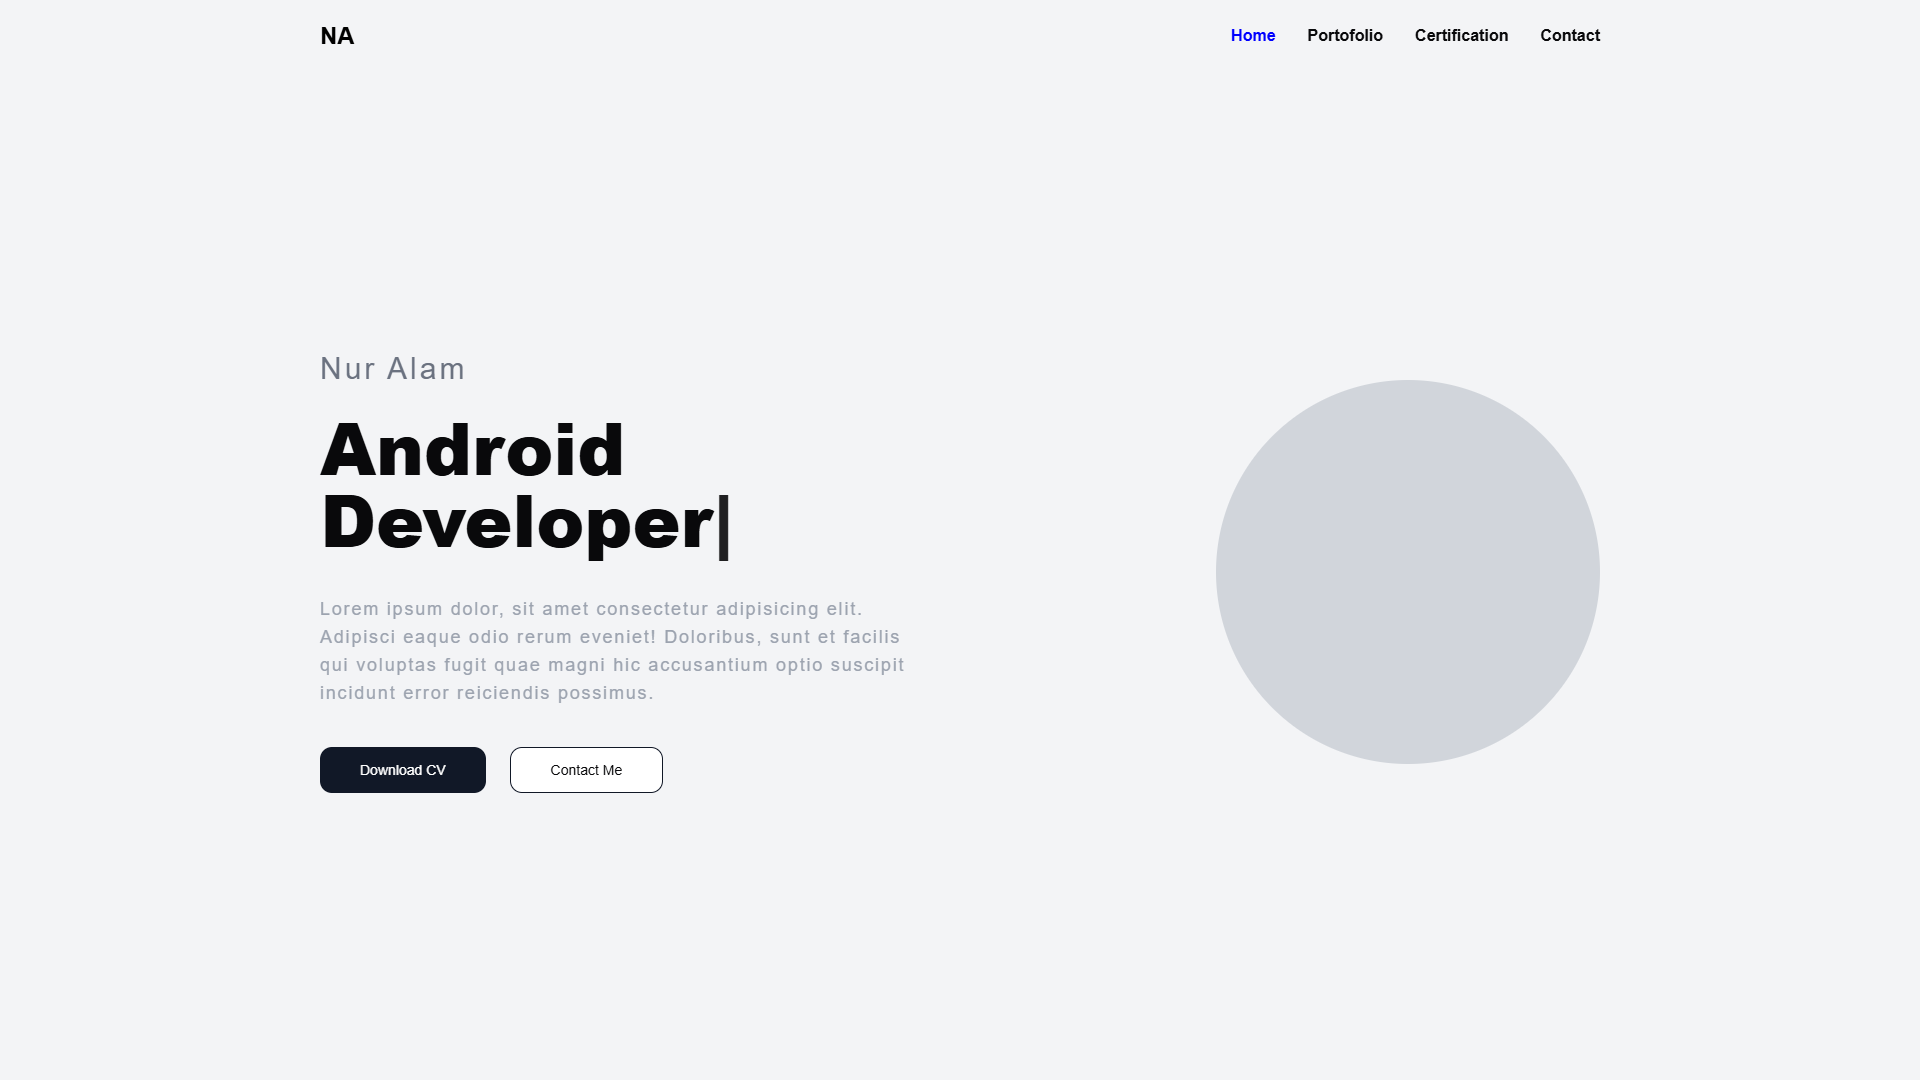 NA
Home
Portofolio
Certification
Contact
Nur Alam
Android
Developer|
Lorem ipsum dolor, sit amet consectetur adipisicing elit.
Adipisci eaque odio rerum eveniet! Doloribus, sunt et facilis
qui voluptas fugit quae magni hic accusantium optio suscipit
incidunt error reiciendis possimus.
Download CV
Contact Me